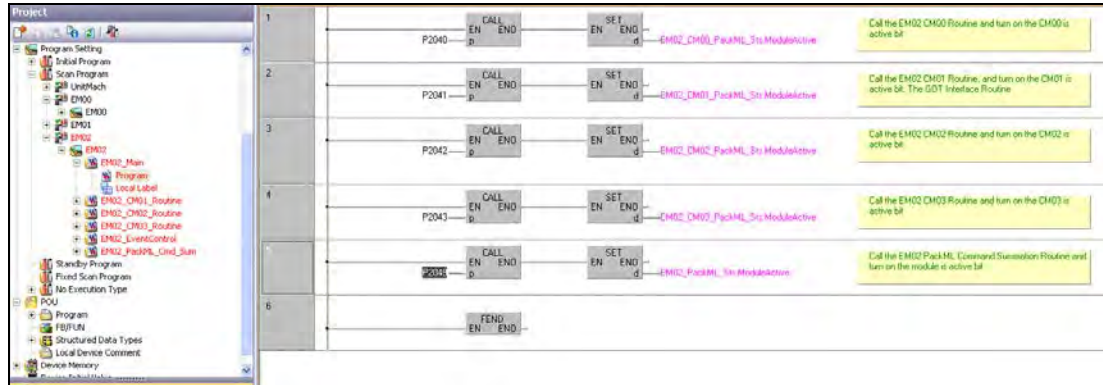 Project
Program Setting
Initial Program
Scan Program
UnitMach
EM00
EM00
EM01
EM02
EM02
EM02_Main
Program
Local Label
EM02_CM01_Routine
EM02_CM02_Routine
EM02_CM03_Routine
EM02_EventControl
EM02_PackML_Cmd_Sum
Standby Program
Fixed Scan Program
No Execution Type
POU
Program
FB/FUN
Structured Data Types
Local Device Comment
Device Memory
1
CALL
EN ENO
P2040 p
SET
EN ENO
d EM02_CM00_PackML_Sts.ModuleActive
Call the EM02 CM00 Routine and turn on the CM00 is
active bit
2
CALL
EN ENO
P2041 p
SET
EN ENO
d EM02_CM01_PackML_Sts.ModuleActive
Call the EM02 CM01 Routine, and turn on the CM01 is
active bit. The GOT Interface Routine
3
CALL
EN ENO
P2042 p
SET
EN ENO
d EM02_CM02_PackML_Sts.ModuleActive
Call the EM02 CM02 Routine and turn on the CM02 is
active bit
4
CALL
EN ENO
P2043 p
SET
EN ENO
d EM02_CM03_PackML_Sts.ModuleActive
Call the EM02 CM03 Routine and turn on the CM03 is
active bit
CALL
EN ENO
p
SET
EN ENO
d EM02_PackML_Sts.ModuleActive
Call the EM02 PackML Command Summation Routine and
turn on the module is active bit
6
FEND
EN ENO